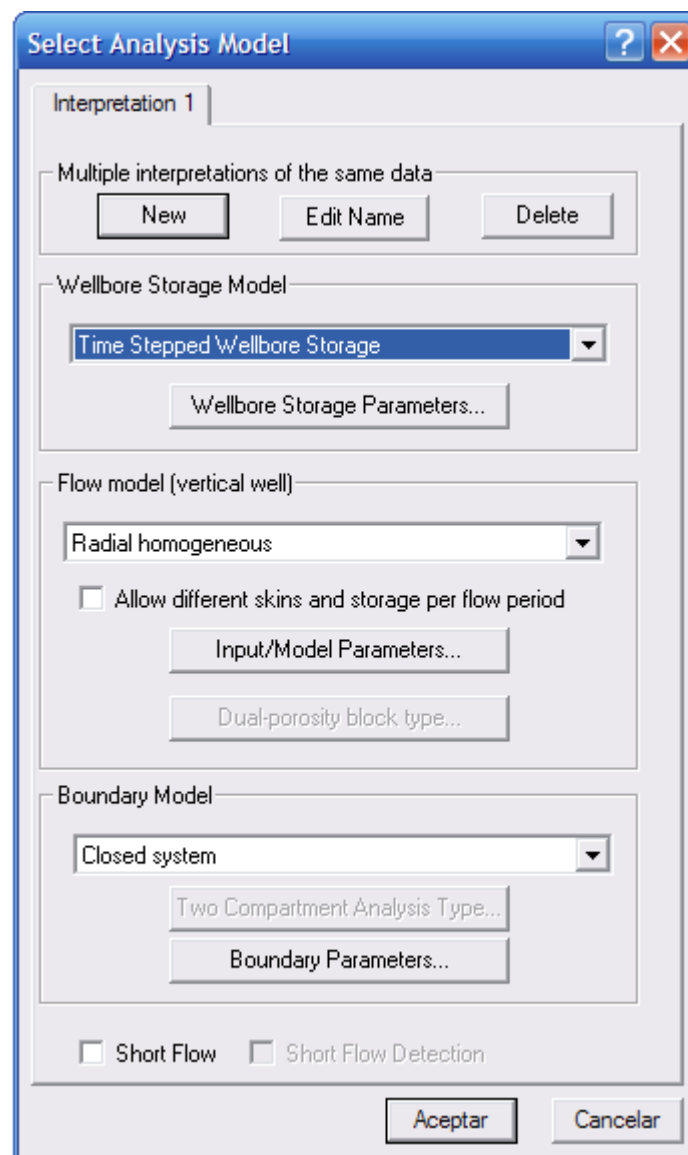 Select Analysis Model
Interpretation 1
Multiple interpretations of the same data
New Edit Name Delete
Wellbore Storage Model
Time Stepped Wellbore Storage
Wellbore Storage Parameters...
Flow model (vertical well)
Radial homogeneous
Allow different skins and storage per flow period
Input/Model Parameters...
Dual-porosity block type...
Boundary Model
Closed system
Two Compartment Analysis Type...
Boundary Parameters...
Short Flow Short Flow Detection
Aceptar Cancelar